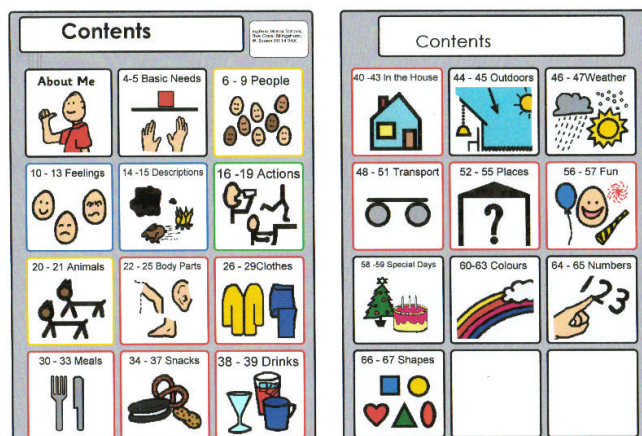 Contents
About Me
4-5 Basic Needs
6 - 9 People
10 - 13 Feelings
14 -15 Descriptions
16 -19 Actions
20 - 21 Animals
22 - 25 Body Parts
26 - 29Clothes
30 - 33 Meals
34 - 37 Snacks
38 - 39 Drinks
Contents
40 -43 in the House
44 - 45 Outdoors
46 - 47Weather
48 - 51 Transport
52 - 55 Places
?
56 - 57 Fun
58 -59 Special Days
60-63 Colours
64 - 65 Numbers
123
66 - 67 Shapes